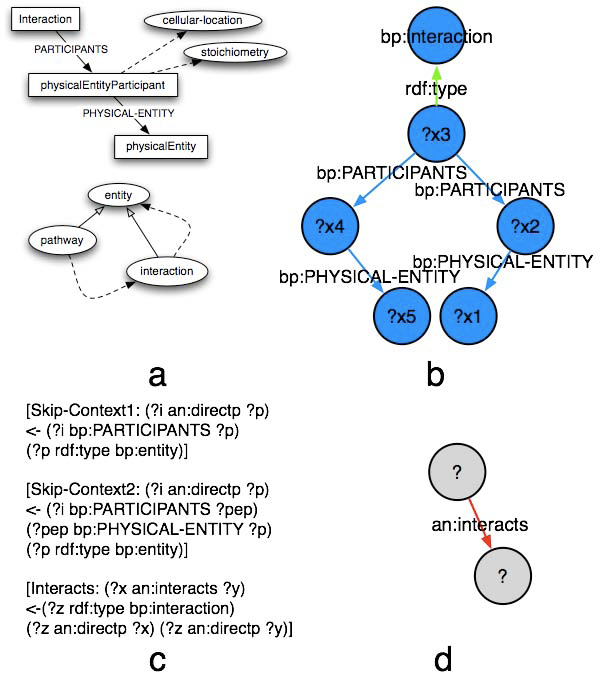 Interaction
cellular-location
PARTICIPANTS
stoichiometry
physicalEntityParticipant
PHYSICAL-ENTITY
physicalEntity
entity
pathway
interaction
a
bp:interaction
rdf:type
?x3
bp:PARTICIPANTS
bp:PARTICIPANTS
?x4
?x2
bp:PHYSICAL-ENTITY
bp:PHYSICAL-ENTITY
?x5
?x1
b
[Skip-Context1: (?i an:directp ?p)
<- (?i bp:PARTICIPANTS ?p)
(?p rdf:type bp:entity)]
[Skip-Context2: (?i an:directp ?p)
<- (?i bp:PARTICIPANTS ?pep)
(?pep bp:PHYSICAL-ENTITY ?p)
(?p rdf:type bp:entity)]
[Interacts: (?x an:interacts ?y)
<-(?z rdf:type bp:interaction)
(?z an:directp ?x) (?z an:directp ?y)]
c
?
an:interacts
?
d